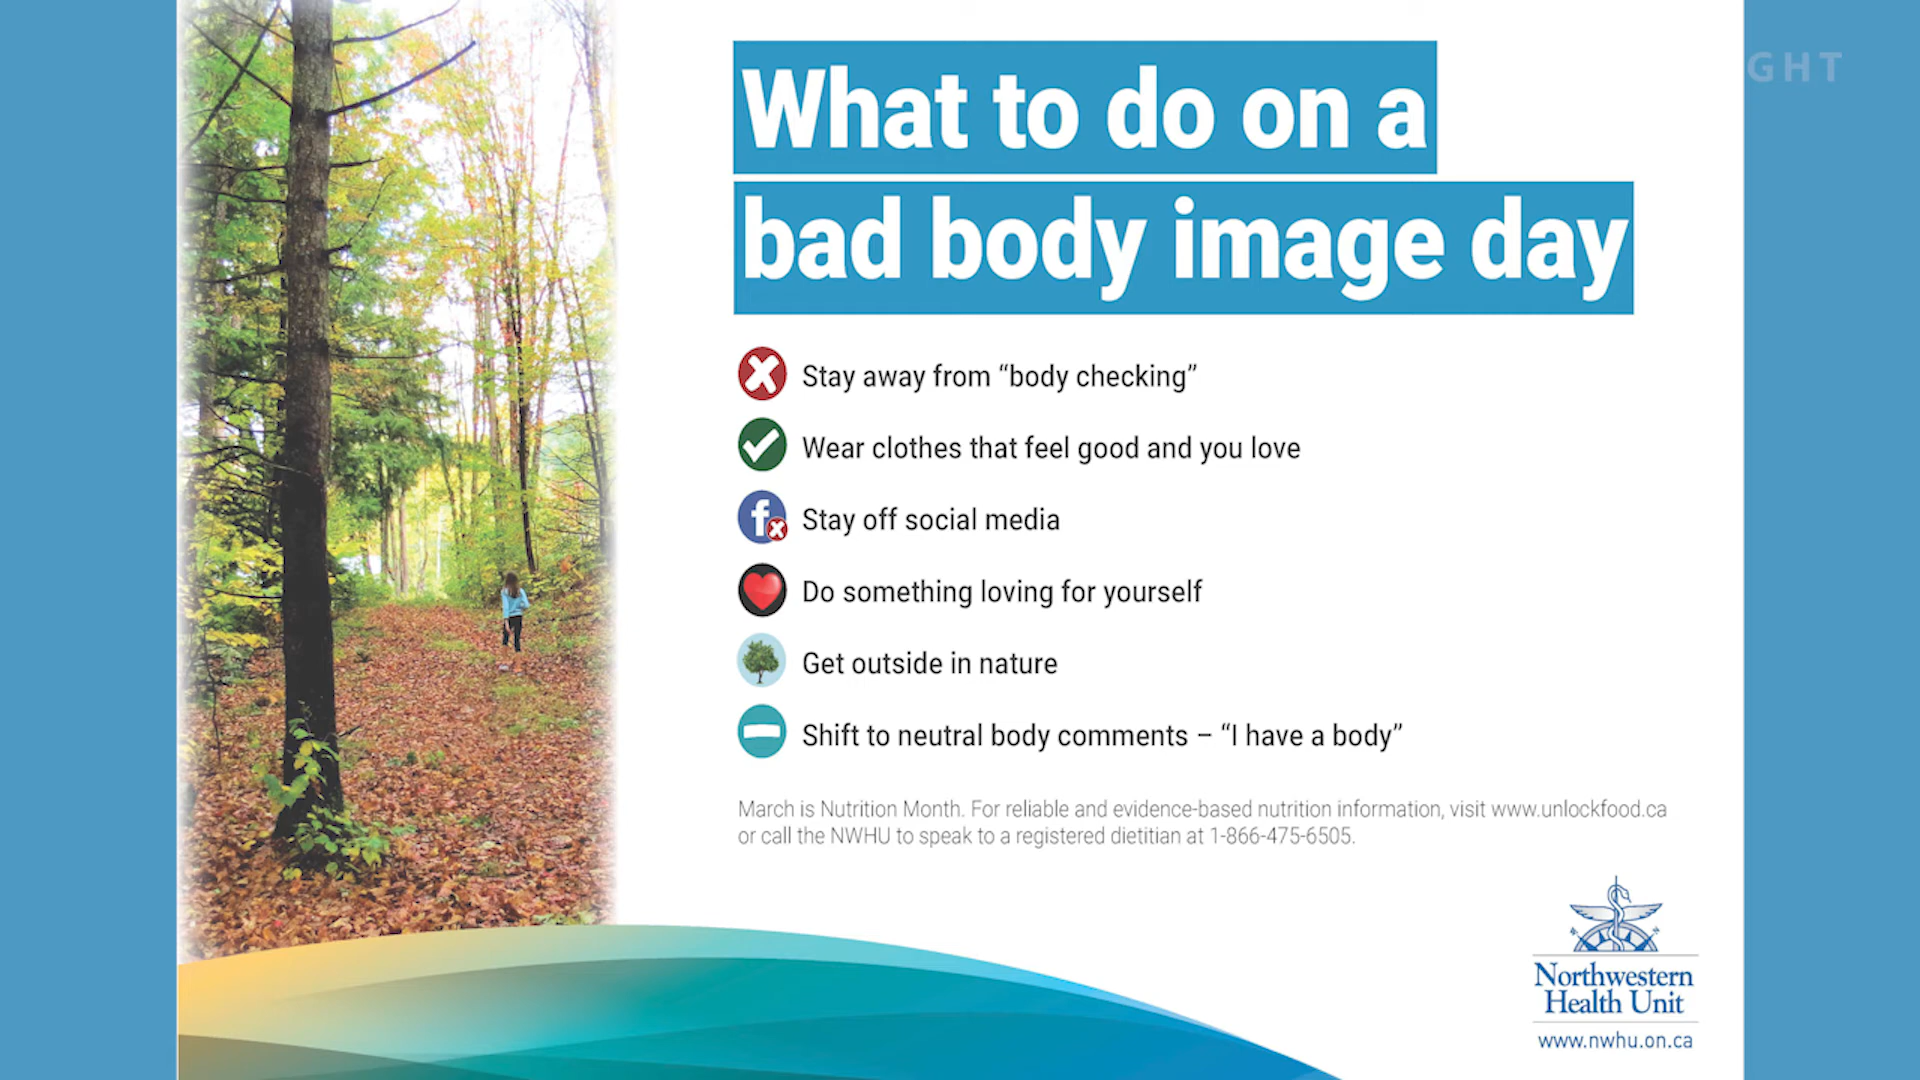 GHT
What to do on a
bad body image day
Stay away from “body checking”
Wear clothes that feel good and you love
Stay off social media
Do something loving for yourself
Get outside in nature
Shift to neutral body comments – “I have a body”
March is Nutrition Month. For reliable and evidence-based nutrition information, visit www.unlockfood.ca
or call the NWHU to speak to a registered dietitian at 1-866-475-6505.
Northwestern
Health Unit
www.nwhu.on.ca